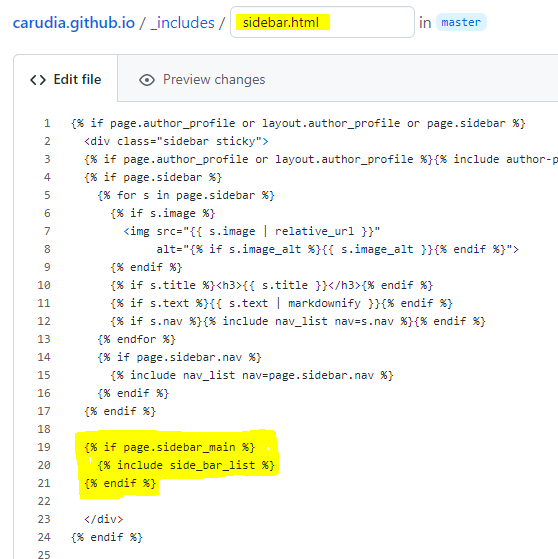 carudia.github.io / _includes / sidebar.html in master
<> Edit file Preview changes
1 {% if page.author_profile or layout.author_profile or page.sidebar %}
2 <div class="sidebar sticky">
3 {% if page.author_profile or layout.author_profile %}{% include author-p
4 {% if page.sidebar %}
5 {% for s in page.sidebar %}
6 {% if s.image %}
7 <img src="{{ s.image | relative_url }}"
8 alt="{% if s.image_alt %}{{ s.image_alt }}{% endif %}">
9 {% endif %}
10 {% if s.title %}<h3>{{ s.title }}</h3>{% endif %}
11 {% if s.text %}{{ s.text | markdownify }}{% endif %}
12 {% if s.nav %}{% include nav_list nav=s.nav %}{% endif %}
13 {% endfor %}
14 {% if page.sidebar.nav %}
15 {% include nav_list nav=page.sidebar.nav %}
16 {% endif %}
17 {% endif %}
18
19 {% if page.sidebar_main %}
20 {% include side_bar_list %}
21 {% endif %}
22
23 </div>
24 {% endif %}
25